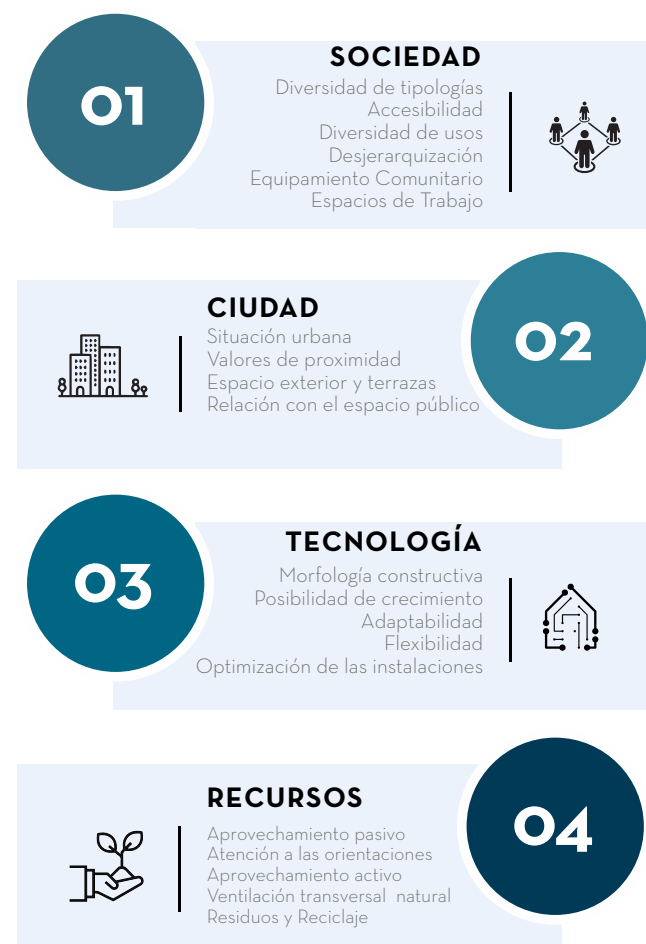 01
SOCIEDAD
Diversidad de tipologías
Accesibilidad
Diversidad de usos
Desjerarquización
Equipamiento Comunitario
Espacios de Trabajo
CIUDAD
Situación urbana
Valores de proximidad
Espacio exterior y terrazas
Relación con el espacio público
02
03
TECNOLOGÍA
Morfología constructiva
Posibilidad de crecimiento
Adaptabilidad
Flexibilidad
Optimización de las instalaciones
RECURSOS
Aprovechamiento pasivo
Atención a las orientaciones
Aprovechamiento activo
Ventilación transversal natural
Residuos y Reciclaje
04